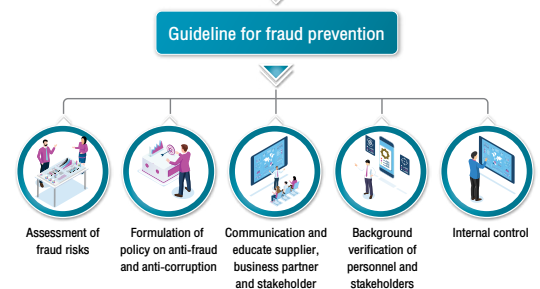 Guideline for fraud prevention
Assessment of
fraud risks
Formulation of
policy on anti-fraud
and anti-corruption
Communication and
educate supplier,
business partner
and stakeholder
Background
verification of
personnel and
stakeholders
Internal control